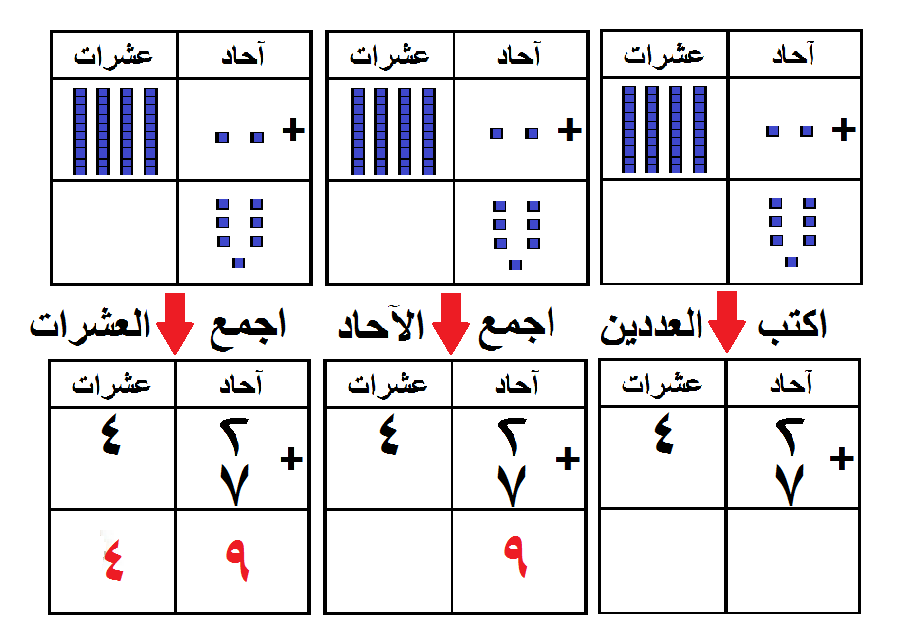 آحاد عشرات
+
اكتب العددين
آحاد عشرات
٢ ٤
+
٧
آحاد عشرات
+
اجمع الآحاد
آحاد عشرات
٢ ٤
+
٧
٩
آحاد عشرات
+
اجمع العشرات
آحاد عشرات
٢ ٤
+
٧
٩ ٤